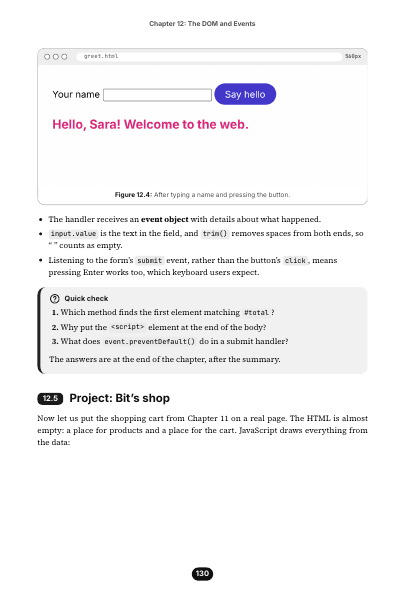 Chapter 12: The DOM and Events
greet.html
560px
Your name
Say hello
Hello, Sara! Welcome to the web.
Figure 12.4: After typing a name and pressing the button.
• The handler receives an event object with details about what happened.
• input.value is the text in the field, and trim() removes spaces from both ends, so
“ ” counts as empty.
• Listening to the form’s submit event, rather than the button’s click, means
pressing Enter works too, which keyboard users expect.
? Quick check
1. Which method finds the first element matching #total ?
2. Why put the <script> element at the end of the body?
3. What does event.preventDefault() do in a submit handler?
The answers are at the end of the chapter, after the summary.
12.5 Project: Bit’s shop
Now let us put the shopping cart from Chapter 11 on a real page. The HTML is almost
empty: a place for products and a place for the cart. JavaScript draws everything from
the data:
130